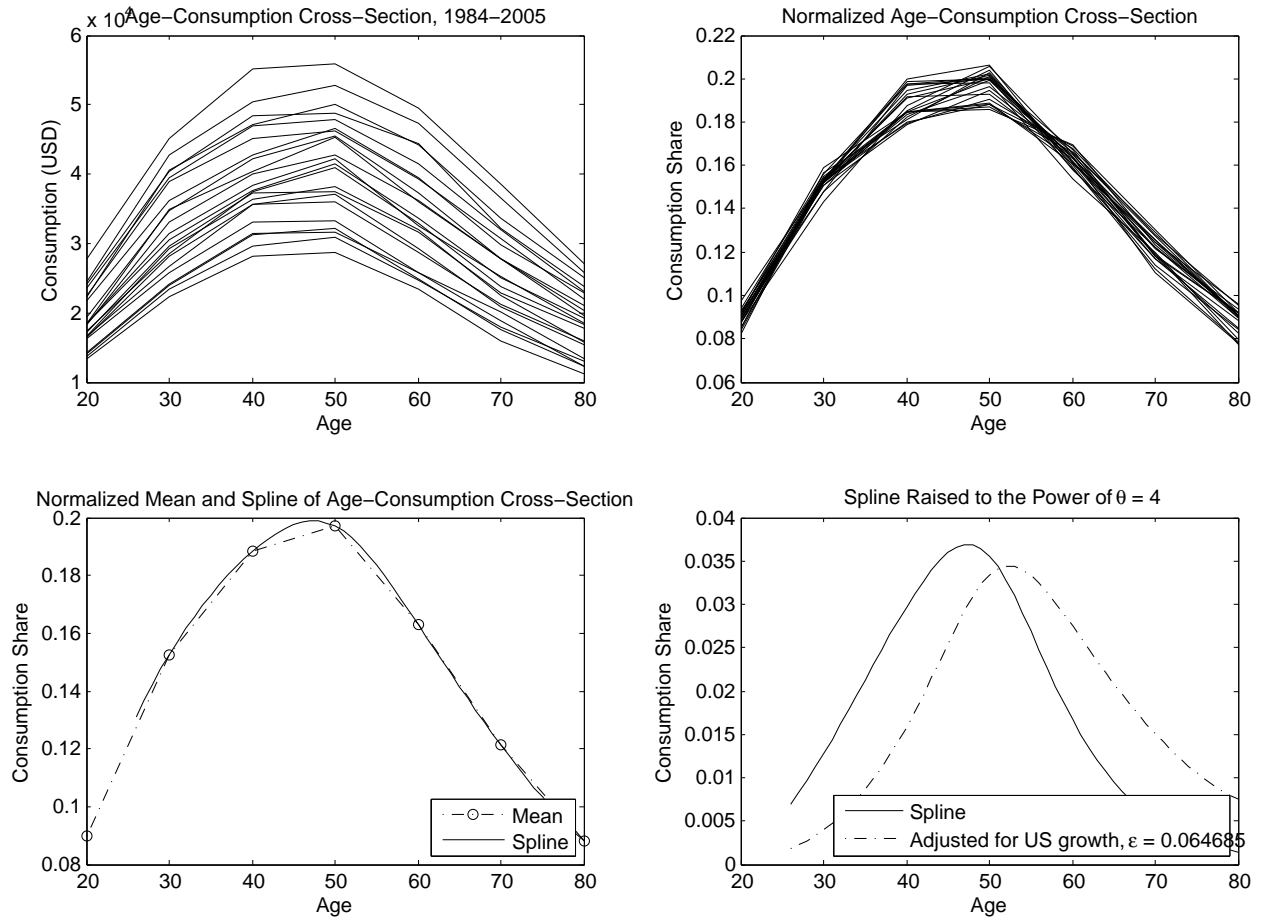 x 10^4
Age−Consumption Cross−Section, 1984−2005
6
5
4
3
2
1
Consumption (USD)
20 30 40 50 60 70 80
Age
Normalized Age−Consumption Cross−Section
0.22
0.2
0.18
0.16
0.14
0.12
0.1
0.08
0.06
Consumption Share
20 30 40 50 60 70 80
Age
Normalized Mean and Spline of Age−Consumption Cross−Section
0.2
0.18
0.16
0.14
0.12
0.1
0.08
Consumption Share
Mean
Spline
20 30 40 50 60 70 80
Age
Spline Raised to the Power of θ = 4
0.04
0.035
0.03
0.025
0.02
0.015
0.01
0.005
0
Consumption Share
Spline
Adjusted for US growth, ε = 0.064685
20 30 40 50 60 70 80
Age